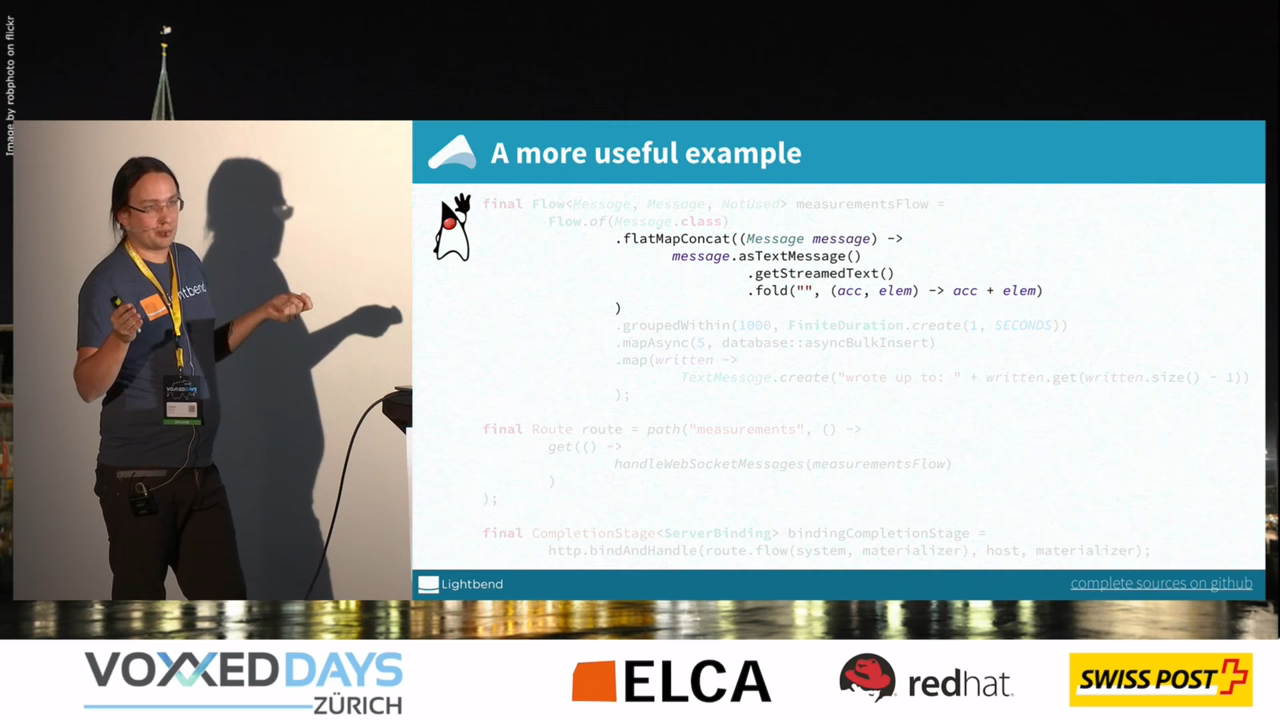 Image by robphoto on flickr
A more useful example
final Flow<Message, Message, NotUsed> measurementsFlow =
Flow.of(Message.class)
.flatMapConcat((Message message) ->
message.asTextMessage()
.getStreamedText()
.fold("", (acc, elem) -> acc + elem)
)
.groupedWithin(1000, FiniteDuration.create(1, SECONDS))
.mapAsync(5, database::asyncBulkInsert)
.map(written ->
TextMessage.create("wrote up to: " + written.get(written.size() - 1))
);
final Route route = path("measurements", () ->
get(() ->
handleWebSocketMessages(measurementsFlow)
)
);
final CompletionStage<ServerBinding> bindingCompletionStage =
http.bindAndHandle(route.flow(system, materializer), host, materializer);
Lightbend
complete sources on github
lightbend
VOXXED DAYS
VOXXEDDAYS
ZÜRICH
ELCA
redhat.
SWISS POST